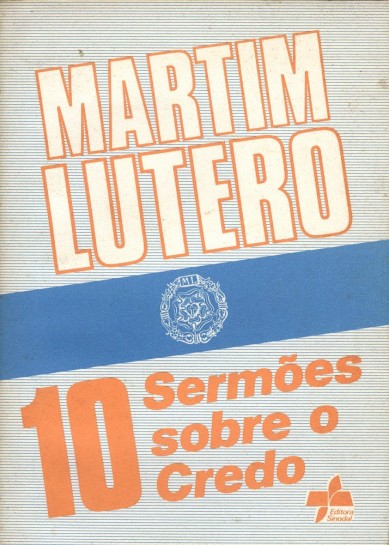 MARTIM
LUTERO
10 Sermões
sobre o
Credo
Editora
Sinodal